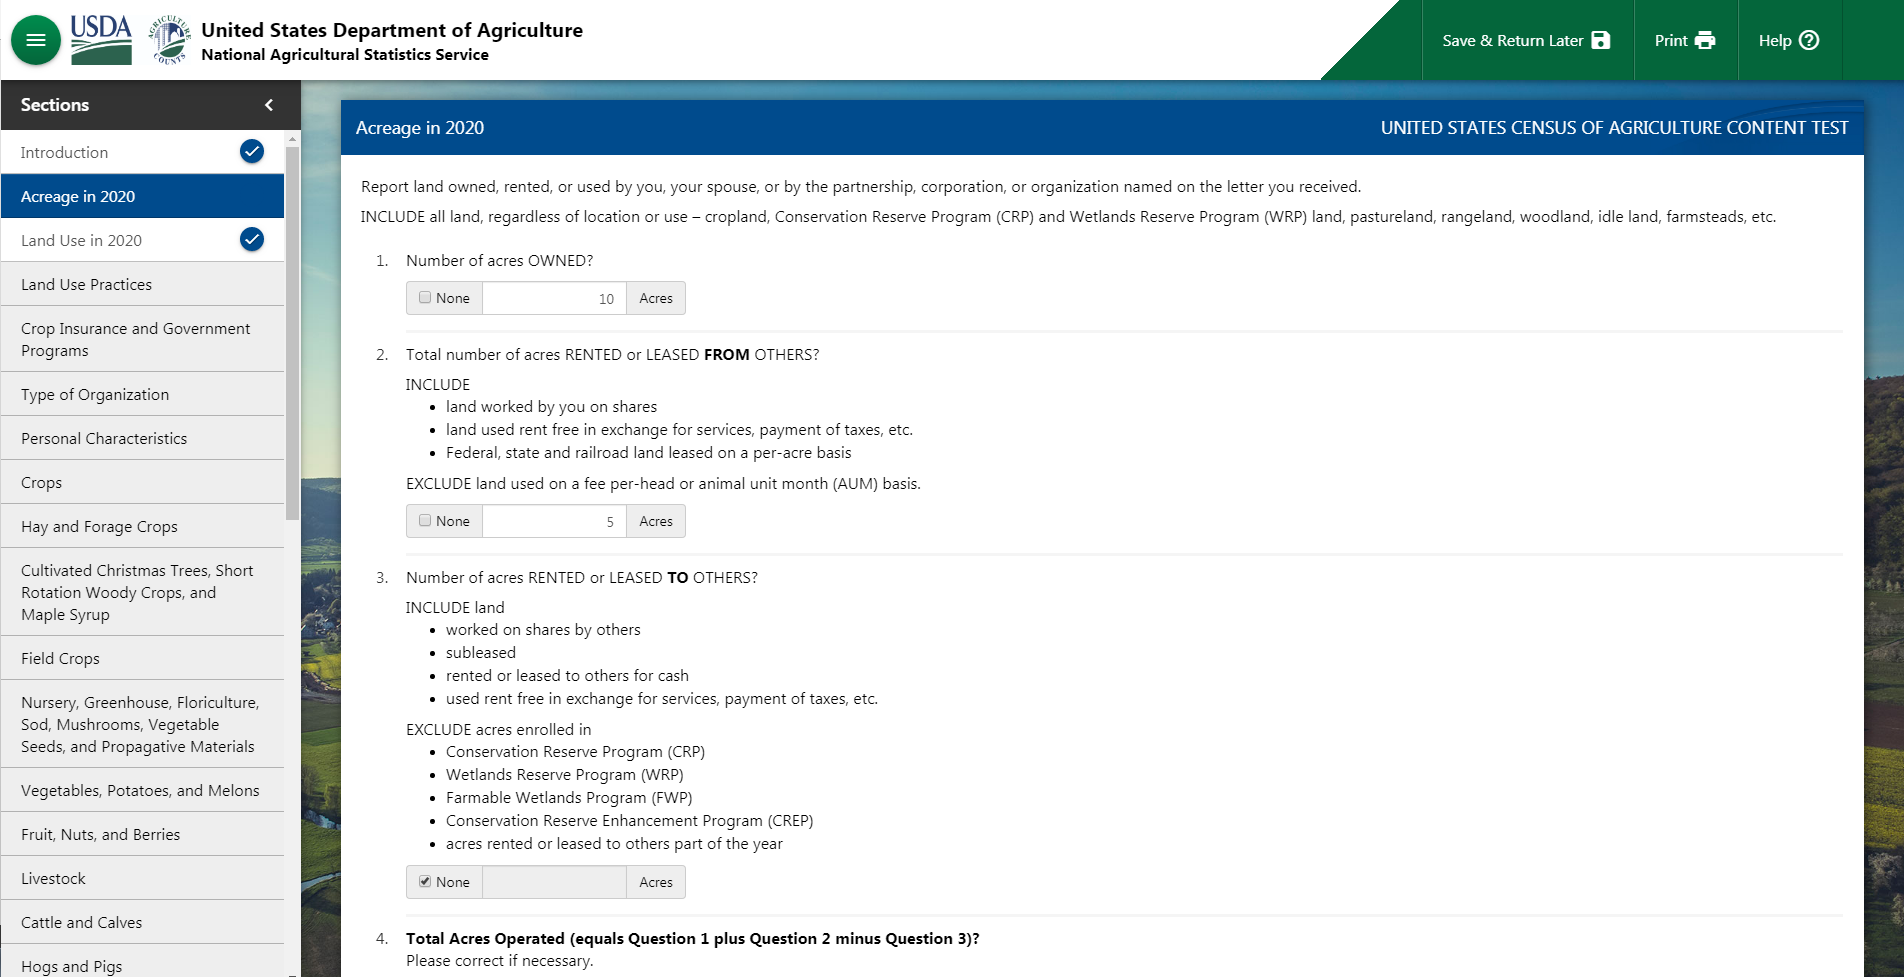 USDA
AGRICULTURE
COUNTS
United States Department of Agriculture
National Agricultural Statistics Service
Save & Return Later
Print
Help
Sections
Introduction
Acreage in 2020
Land Use in 2020
Land Use Practices
Crop Insurance and Government
Programs
Type of Organization
Personal Characteristics
Crops
Hay and Forage Crops
Cultivated Christmas Trees, Short
Rotation Woody Crops, and
Maple Syrup
Field Crops
Nursery, Greenhouse, Floriculture,
Sod, Mushrooms, Vegetable
Seeds, and Propagative Materials
Vegetables, Potatoes, and Melons
Fruit, Nuts, and Berries
Livestock
Cattle and Calves
Hogs and Pigs
Acreage in 2020
UNITED STATES CENSUS OF AGRICULTURE CONTENT TEST
Report land owned, rented, or used by you, your spouse, or by the partnership, corporation, or organization named on the letter you received.
INCLUDE all land, regardless of location or use – cropland, Conservation Reserve Program (CRP) and Wetlands Reserve Program (WRP) land, pastureland, rangeland, woodland, idle land, farmsteads, etc.
1. Number of acres OWNED?
None 10 Acres
2. Total number of acres RENTED or LEASED FROM OTHERS?
INCLUDE
• land worked by you on shares
• land used rent free in exchange for services, payment of taxes, etc.
• Federal, state and railroad land leased on a per-acre basis
EXCLUDE land used on a fee per-head or animal unit month (AUM) basis.
None 5 Acres
3. Number of acres RENTED or LEASED TO OTHERS?
INCLUDE land
• worked on shares by others
• subleased
• rented or leased to others for cash
• used rent free in exchange for services, payment of taxes, etc.
EXCLUDE acres enrolled in
• Conservation Reserve Program (CRP)
• Wetlands Reserve Program (WRP)
• Farmable Wetlands Program (FWP)
• Conservation Reserve Enhancement Program (CREP)
• acres rented or leased to others part of the year
None Acres
4. Total Acres Operated (equals Question 1 plus Question 2 minus Question 3)?
Please correct if necessary.